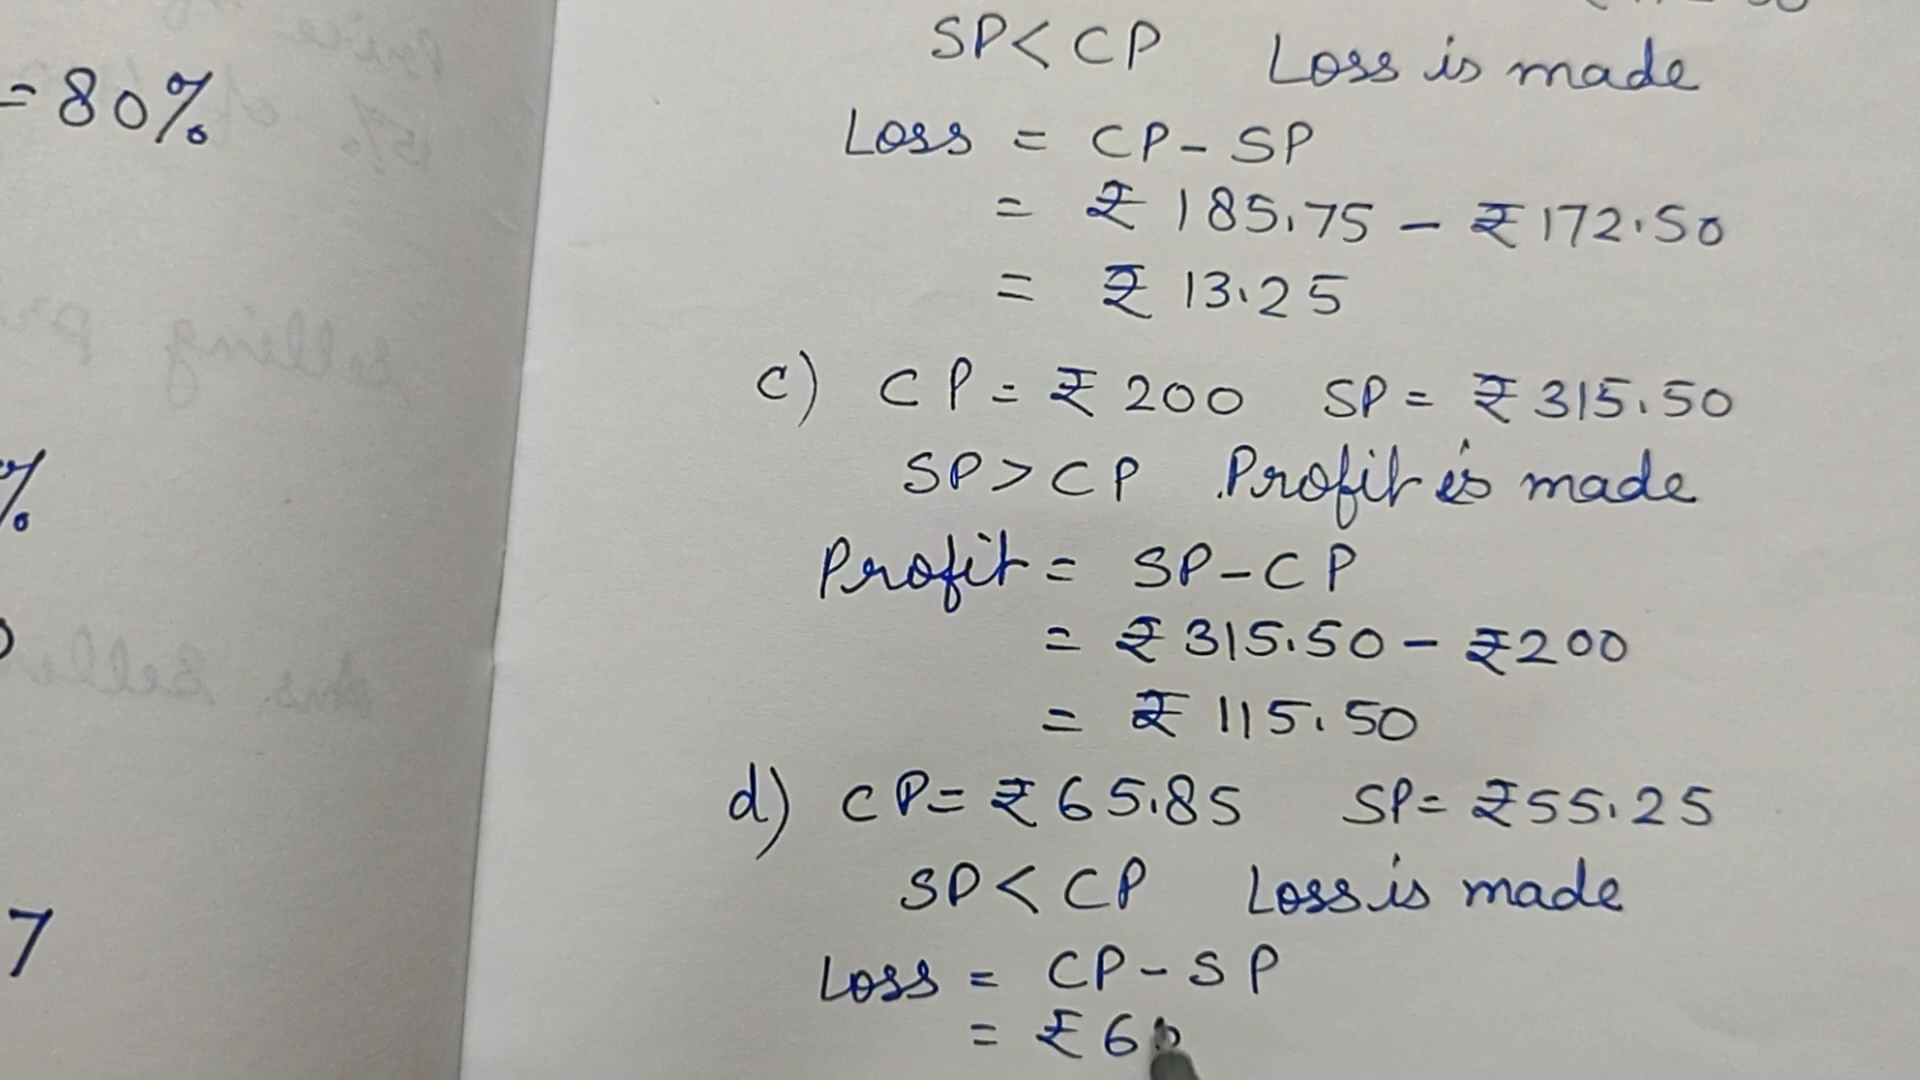 = 80%
%
7
SP < CP Loss is made
Loss = CP - SP
= ₹ 185.75 - ₹ 172.50
= ₹ 13.25
c) CP = ₹ 200 SP = ₹ 315.50
SP > CP Profit is made
Profit = SP - CP
= ₹ 315.50 - ₹ 200
= ₹ 115.50
d) CP = ₹ 65.85 SP = ₹ 55.25
SP < CP Loss is made
Loss = CP - SP
= ₹ 6